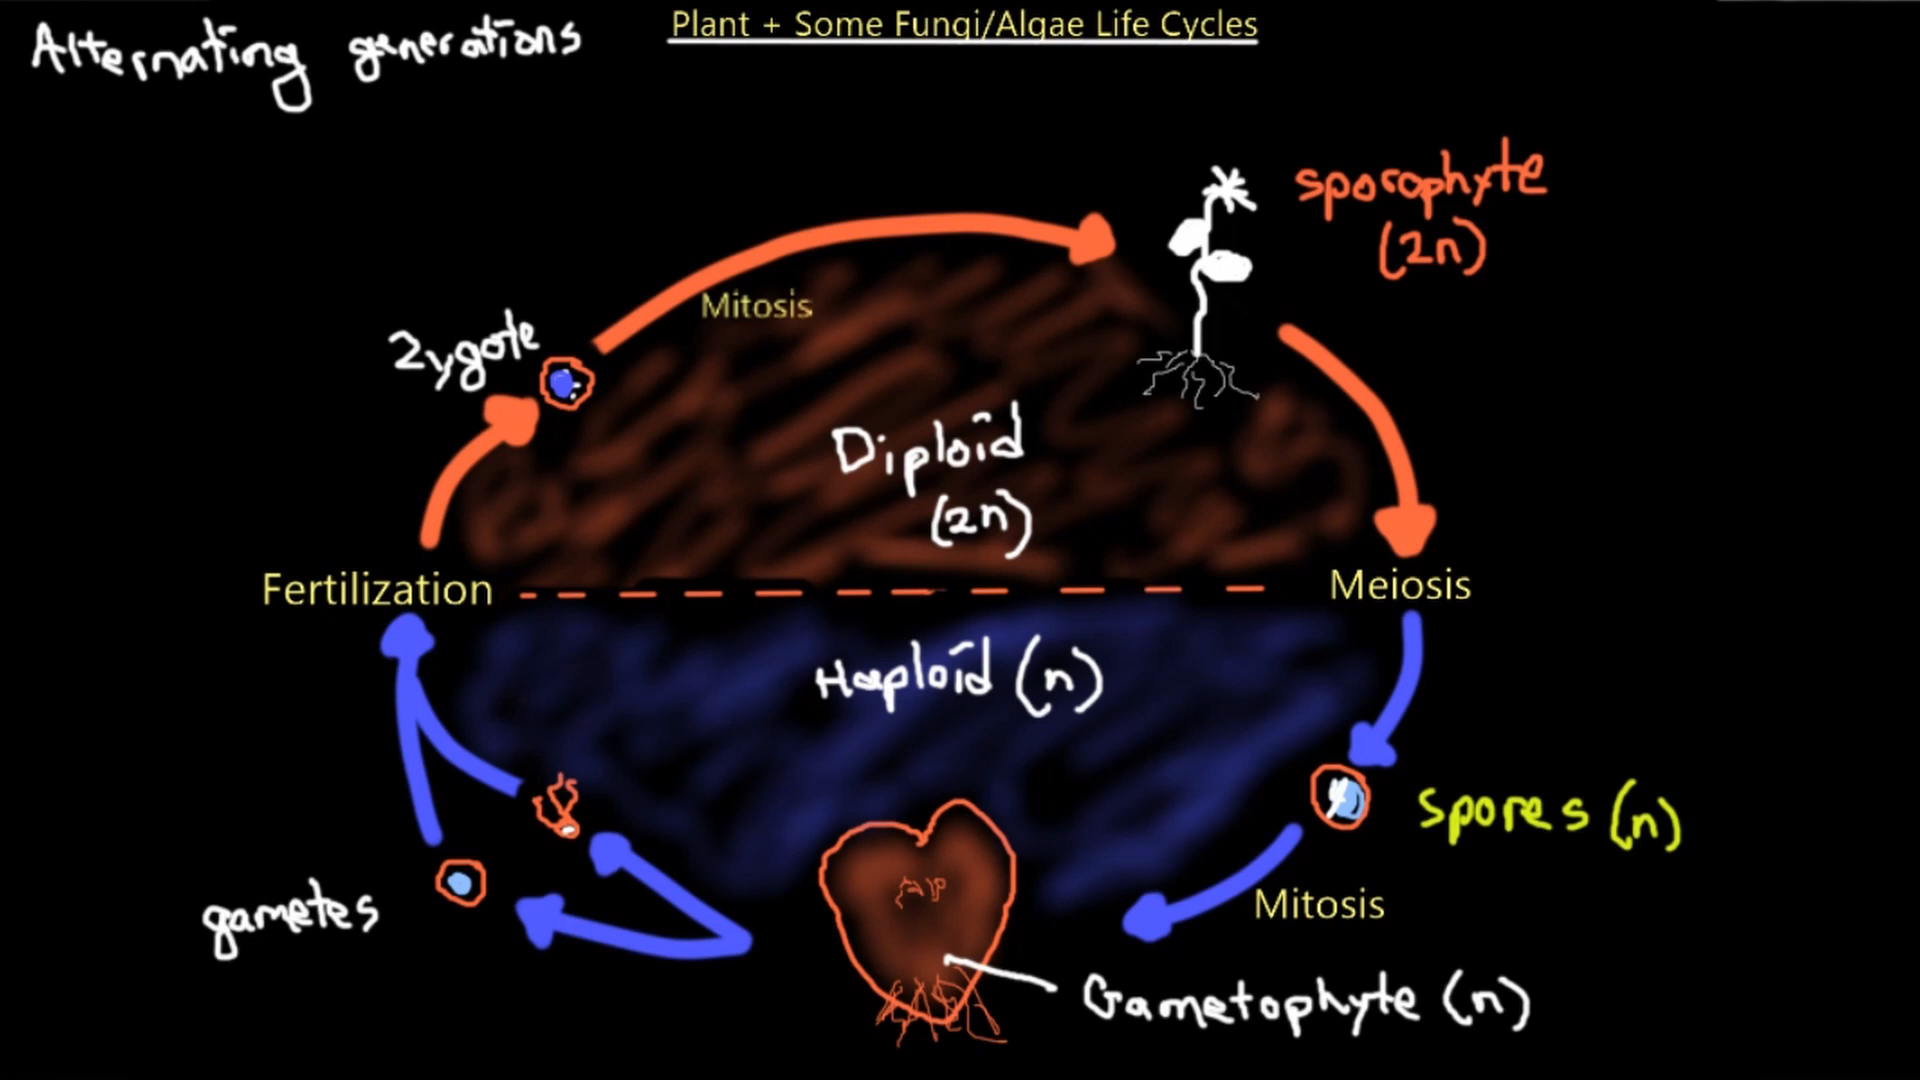 Alternating generations
Plant + Some Fungi/Algae Life Cycles
sporophyte
(2n)
Mitosis
Zygote
Diploid
(2n)
Fertilization
Meiosis
Haploid (n)
Spores (n)
Mitosis
gametes
Gametophyte (n)